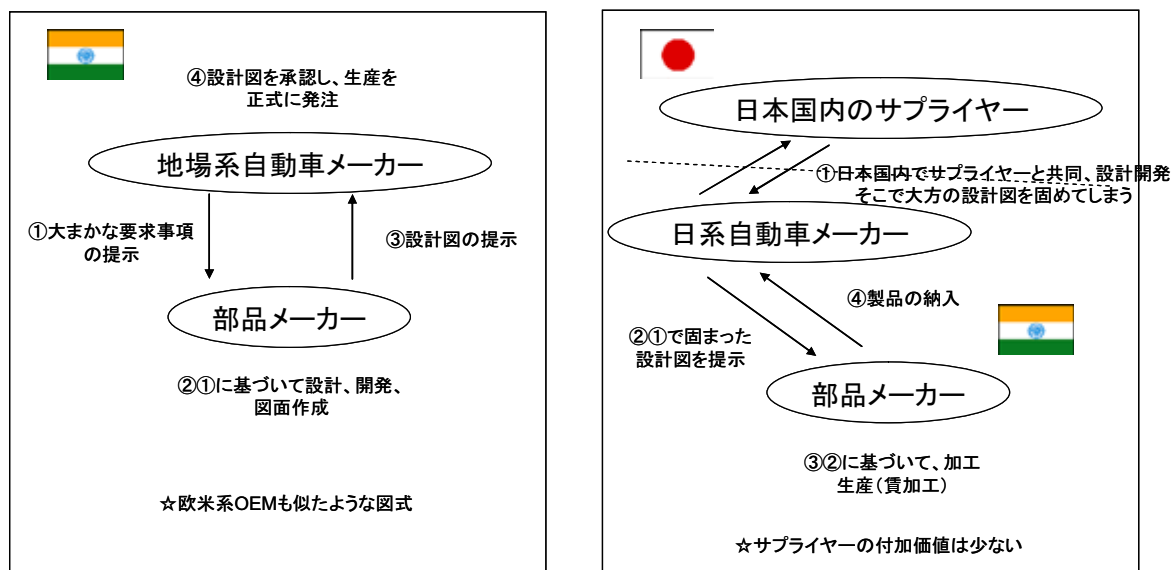 ④設計図を承認し、生産を
正式に発注
地場系自動車メーカー
①大まかな要求事項
の提示
③設計図の提示
部品メーカー
②①に基づいて設計、開発、
図面作成
☆欧米系OEMも似たような図式
日本国内のサプライヤー
①日本国内でサプライヤーと共同、設計開発
そこで大方の設計図を固めてしまう
日系自動車メーカー
④製品の納入
②①で固まった
設計図を提示
部品メーカー
③②に基づいて、加工
生産(賃加工)
☆サプライヤーの付加価値は少ない